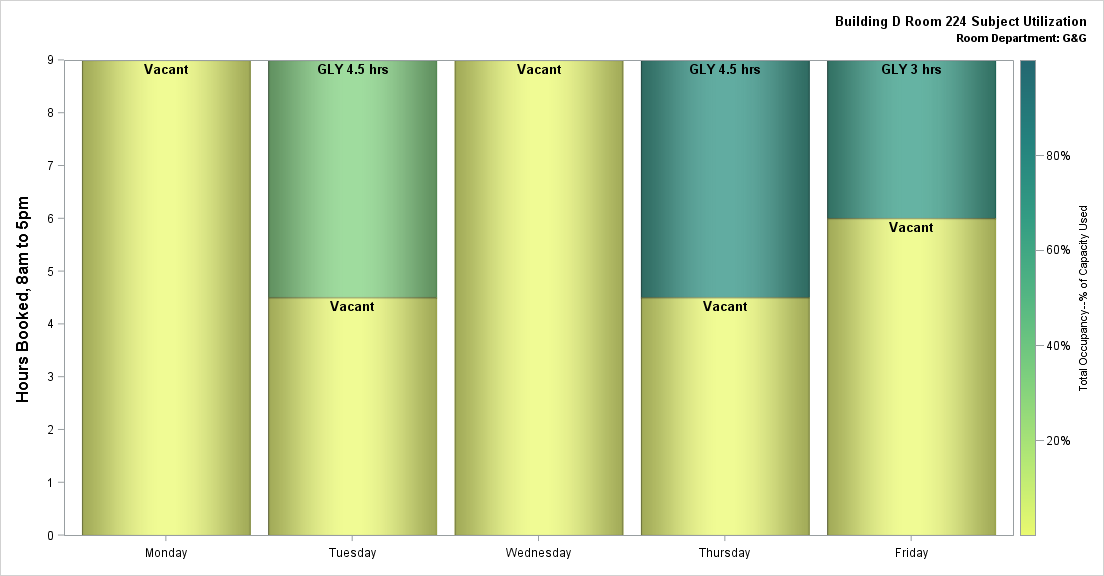 Building D Room 224 Subject Utilization
Room Department: G&G
Hours Booked, 8am to 5pm
9
8
7
6
5
4
3
2
1
0
Vacant
GLY 4.5 hrs
Vacant
Vacant
GLY 4.5 hrs
Vacant
GLY 3 hrs
Vacant
Monday
Tuesday
Wednesday
Thursday
Friday
80%
60%
40%
20%
Total Occupancy--% of Capacity Used